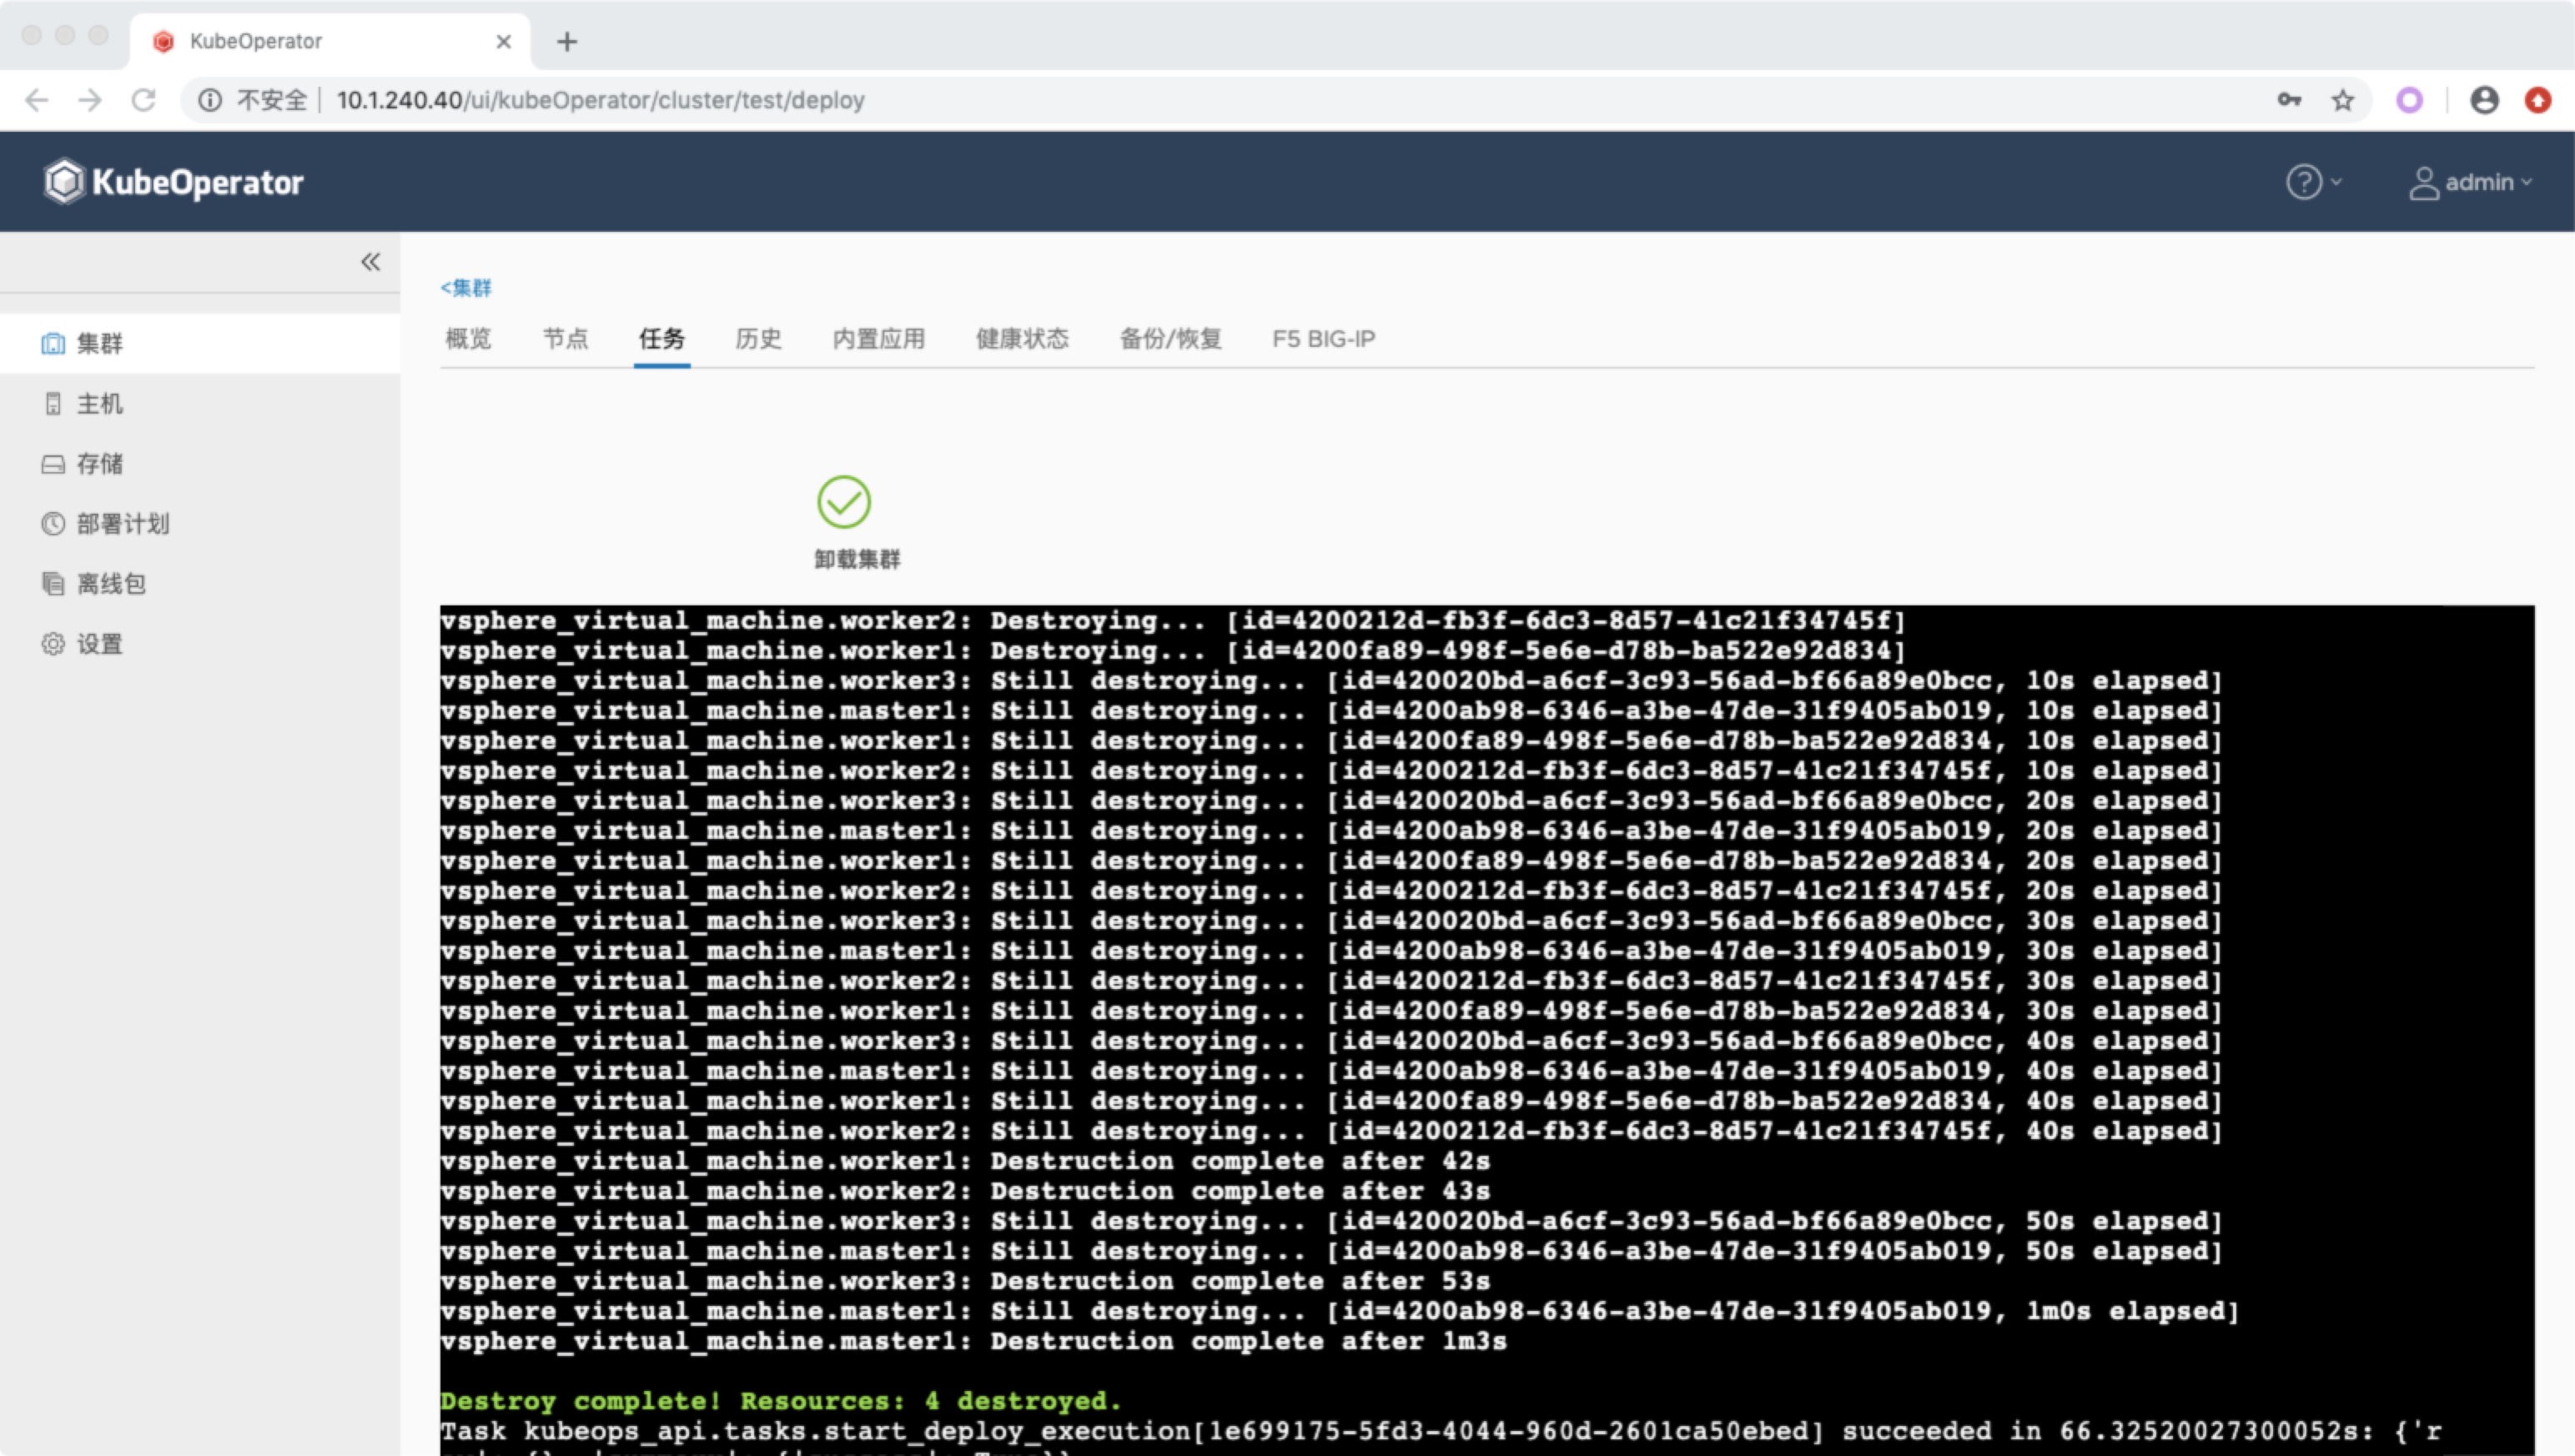 KubeOperator
不安全 10.1.240.40/ui/kubeOperator/cluster/test/deploy
KubeOperator
admin
<集群
概览 节点 任务 历史 内置应用 健康状态 备份/恢复 F5 BIG-IP
集群
主机
存储
部署计划
离线包
设置
卸载集群
vsphere_virtual_machine.worker2: Destroying... [id=4200212d-fb3f-6dc3-8d57-41c21f34745f]
vsphere_virtual_machine.worker1: Destroying... [id=4200fa89-498f-5e6e-d78b-ba522e92d834]
vsphere_virtual_machine.worker3: Still destroying... [id=420020bd-a6cf-3c93-56ad-bf66a89e0bcc, 10s elapsed]
vsphere_virtual_machine.master1: Still destroying... [id=4200ab98-6346-a3be-47de-31f9405ab019, 10s elapsed]
vsphere_virtual_machine.worker1: Still destroying... [id=4200fa89-498f-5e6e-d78b-ba522e92d834, 10s elapsed]
vsphere_virtual_machine.worker2: Still destroying... [id=4200212d-fb3f-6dc3-8d57-41c21f34745f, 10s elapsed]
vsphere_virtual_machine.worker3: Still destroying... [id=420020bd-a6cf-3c93-56ad-bf66a89e0bcc, 20s elapsed]
vsphere_virtual_machine.master1: Still destroying... [id=4200ab98-6346-a3be-47de-31f9405ab019, 20s elapsed]
vsphere_virtual_machine.worker1: Still destroying... [id=4200fa89-498f-5e6e-d78b-ba522e92d834, 20s elapsed]
vsphere_virtual_machine.worker2: Still destroying... [id=4200212d-fb3f-6dc3-8d57-41c21f34745f, 20s elapsed]
vsphere_virtual_machine.worker3: Still destroying... [id=420020bd-a6cf-3c93-56ad-bf66a89e0bcc, 30s elapsed]
vsphere_virtual_machine.master1: Still destroying... [id=4200ab98-6346-a3be-47de-31f9405ab019, 30s elapsed]
vsphere_virtual_machine.worker2: Still destroying... [id=4200212d-fb3f-6dc3-8d57-41c21f34745f, 30s elapsed]
vsphere_virtual_machine.worker1: Still destroying... [id=4200fa89-498f-5e6e-d78b-ba522e92d834, 30s elapsed]
vsphere_virtual_machine.worker3: Still destroying... [id=420020bd-a6cf-3c93-56ad-bf66a89e0bcc, 40s elapsed]
vsphere_virtual_machine.master1: Still destroying... [id=4200ab98-6346-a3be-47de-31f9405ab019, 40s elapsed]
vsphere_virtual_machine.worker1: Still destroying... [id=4200fa89-498f-5e6e-d78b-ba522e92d834, 40s elapsed]
vsphere_virtual_machine.worker2: Still destroying... [id=4200212d-fb3f-6dc3-8d57-41c21f34745f, 40s elapsed]
vsphere_virtual_machine.worker1: Destruction complete after 42s
vsphere_virtual_machine.worker2: Destruction complete after 43s
vsphere_virtual_machine.worker3: Still destroying... [id=420020bd-a6cf-3c93-56ad-bf66a89e0bcc, 50s elapsed]
vsphere_virtual_machine.master1: Still destroying... [id=4200ab98-6346-a3be-47de-31f9405ab019, 50s elapsed]
vsphere_virtual_machine.worker3: Destruction complete after 53s
vsphere_virtual_machine.master1: Still destroying... [id=4200ab98-6346-a3be-47de-31f9405ab019, 1m0s elapsed]
vsphere_virtual_machine.master1: Destruction complete after 1m3s
Destroy complete! Resources: 4 destroyed.
Task kubeops_api.tasks.start_deploy_execution[1e699175-5fd3-4044-960d-2601ca50ebed] succeeded in 66.32520027300052s: {'r